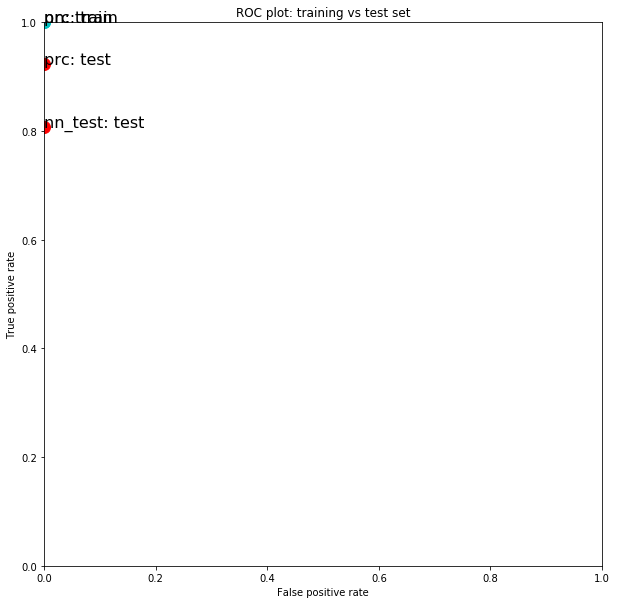 ROC plot: training vs test set
prc: train
prc: test
nn_test: test
True positive rate
1.0
0.8
0.6
0.4
0.2
0.0
0.0 0.2 0.4 0.6 0.8 1.0
False positive rate